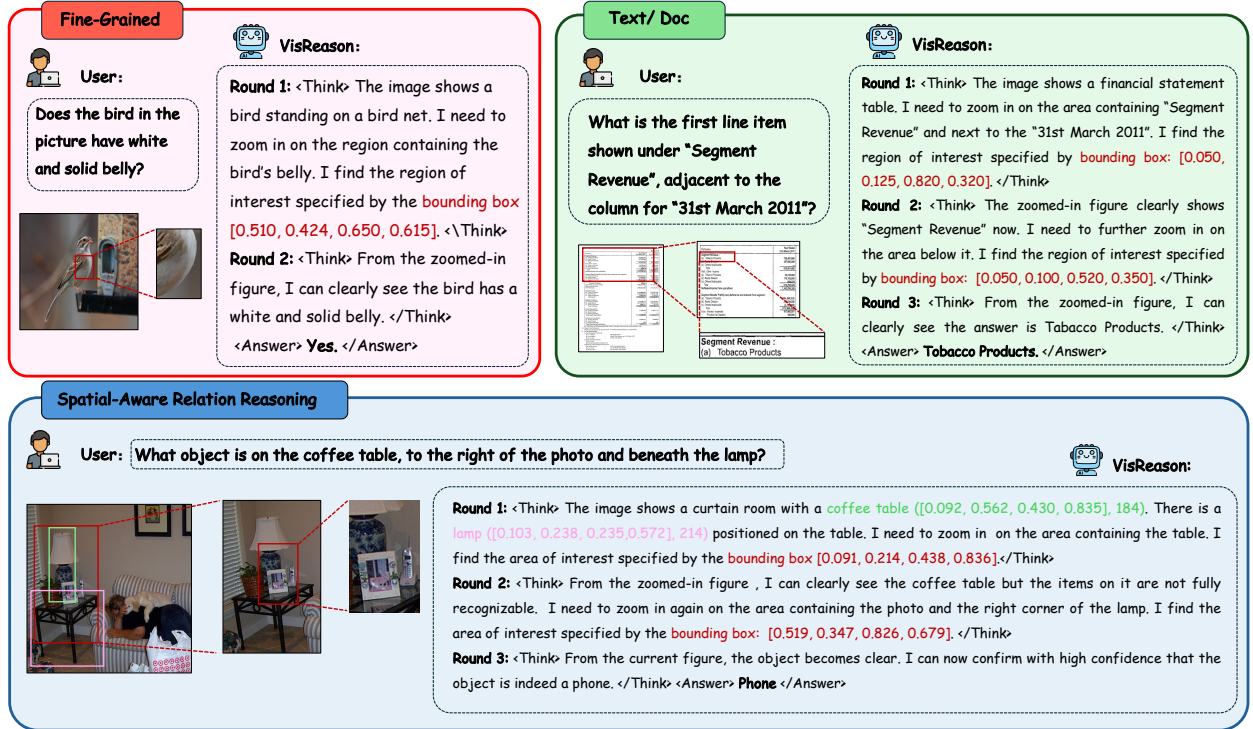 Fine-Grained
User:
Does the bird in the
picture have white
and solid belly?
VisReason:
Round 1: <Think> The image shows a
bird standing on a bird net. I need to
zoom in on the region containing the
bird's belly. I find the region of
interest specified by the bounding box
[0.510, 0.424, 0.650, 0.615]. <\Think>
Round 2: <Think> From the zoomed-in
figure, I can clearly see the bird has a
white and solid belly. </Think>
<Answer> Yes. </Answer>
Text/ Doc
User:
What is the first line item
shown under "Segment
Revenue", adjacent to the
column for "31st March 2011"?
Segment Revenue :
(a) Tobacco Products
VisReason:
Round 1: <Think> The image shows a financial statement
table. I need to zoom in on the area containing "Segment
Revenue" and next to the "31st March 2011". I find the
region of interest specified by bounding box: [0.050,
0.125, 0.820, 0.320]. </Think>
Round 2: <Think> The zoomed-in figure clearly shows
"Segment Revenue" now. I need to further zoom in on
the area below it. I find the region of interest specified
by bounding box: [0.050, 0.100, 0.520, 0.350]. </Think>
Round 3: <Think> From the zoomed-in figure, I can
clearly see the answer is Tabacco Products. </Think>
<Answer> Tobacco Products. </Answer>
Spatial-Aware Relation Reasoning
User: What object is on the coffee table, to the right of the photo and beneath the lamp?
VisReason:
Round 1: <Think> The image shows a curtain room with a coffee table ([0.092, 0.562, 0.430, 0.835], 184). There is a
lamp ([0.103, 0.238, 0.235,0.572], 214) positioned on the table. I need to zoom in on the area containing the table. I
find the area of interest specified by the bounding box [0.091, 0.214, 0.438, 0.836].</Think>
Round 2: <Think> From the zoomed-in figure , I can clearly see the coffee table but the items on it are not fully
recognizable. I need to zoom in again on the area containing the photo and the right corner of the lamp. I find the
area of interest specified by the bounding box: [0.519, 0.347, 0.826, 0.679]. </Think>
Round 3: <Think> From the current figure, the object becomes clear. I can now confirm with high confidence that the
object is indeed a phone. </Think> <Answer> Phone </Answer>